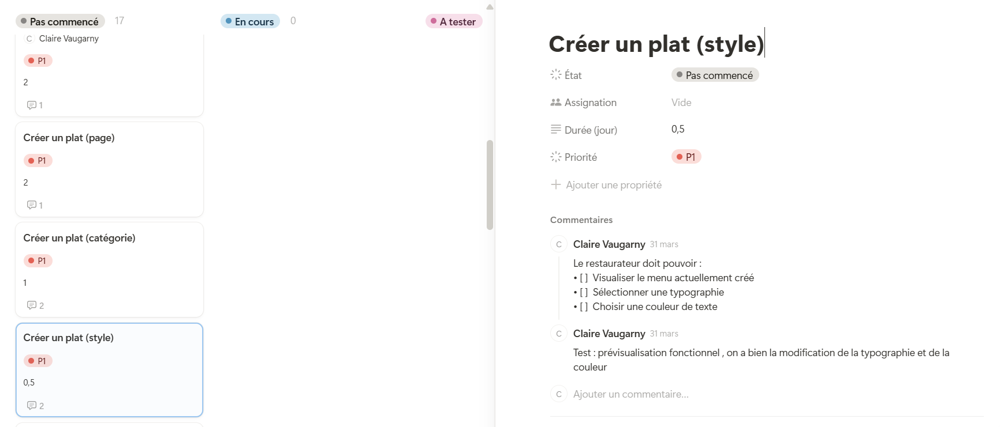 Pas commencé 17
En cours 0
A tester
C Claire Vaugarny
P1
2
1
Créer un plat (page)
P1
2
1
Créer un plat (catégorie)
P1
1
2
Créer un plat (style)
P1
0,5
2
Créer un plat (style)
État Pas commencé
Assignation Vide
Durée (jour) 0,5
Priorité P1
Ajouter une propriété
Commentaires
C Claire Vaugarny 31 mars
Le restaurateur doit pouvoir :
• [ ] Visualiser le menu actuellement créé
• [ ] Sélectionner une typographie
• [ ] Choisir une couleur de texte
C Claire Vaugarny 31 mars
Test : prévisualisation fonctionnel , on a bien la modification de la typographie et de la
couleur
C Ajouter un commentaire...